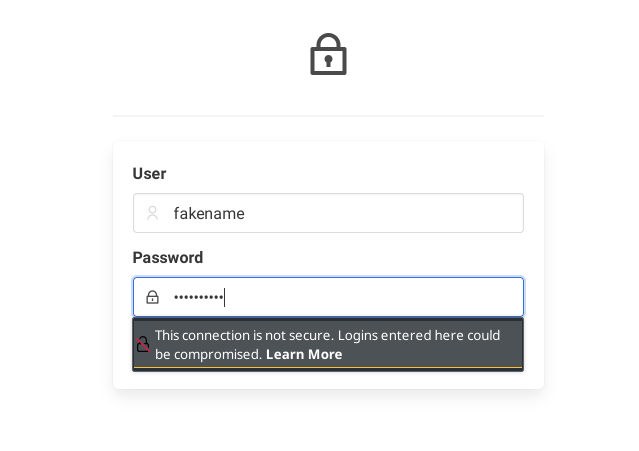 User
fakename
Password
••••••••••
This connection is not secure. Logins entered here could
be compromised. Learn More